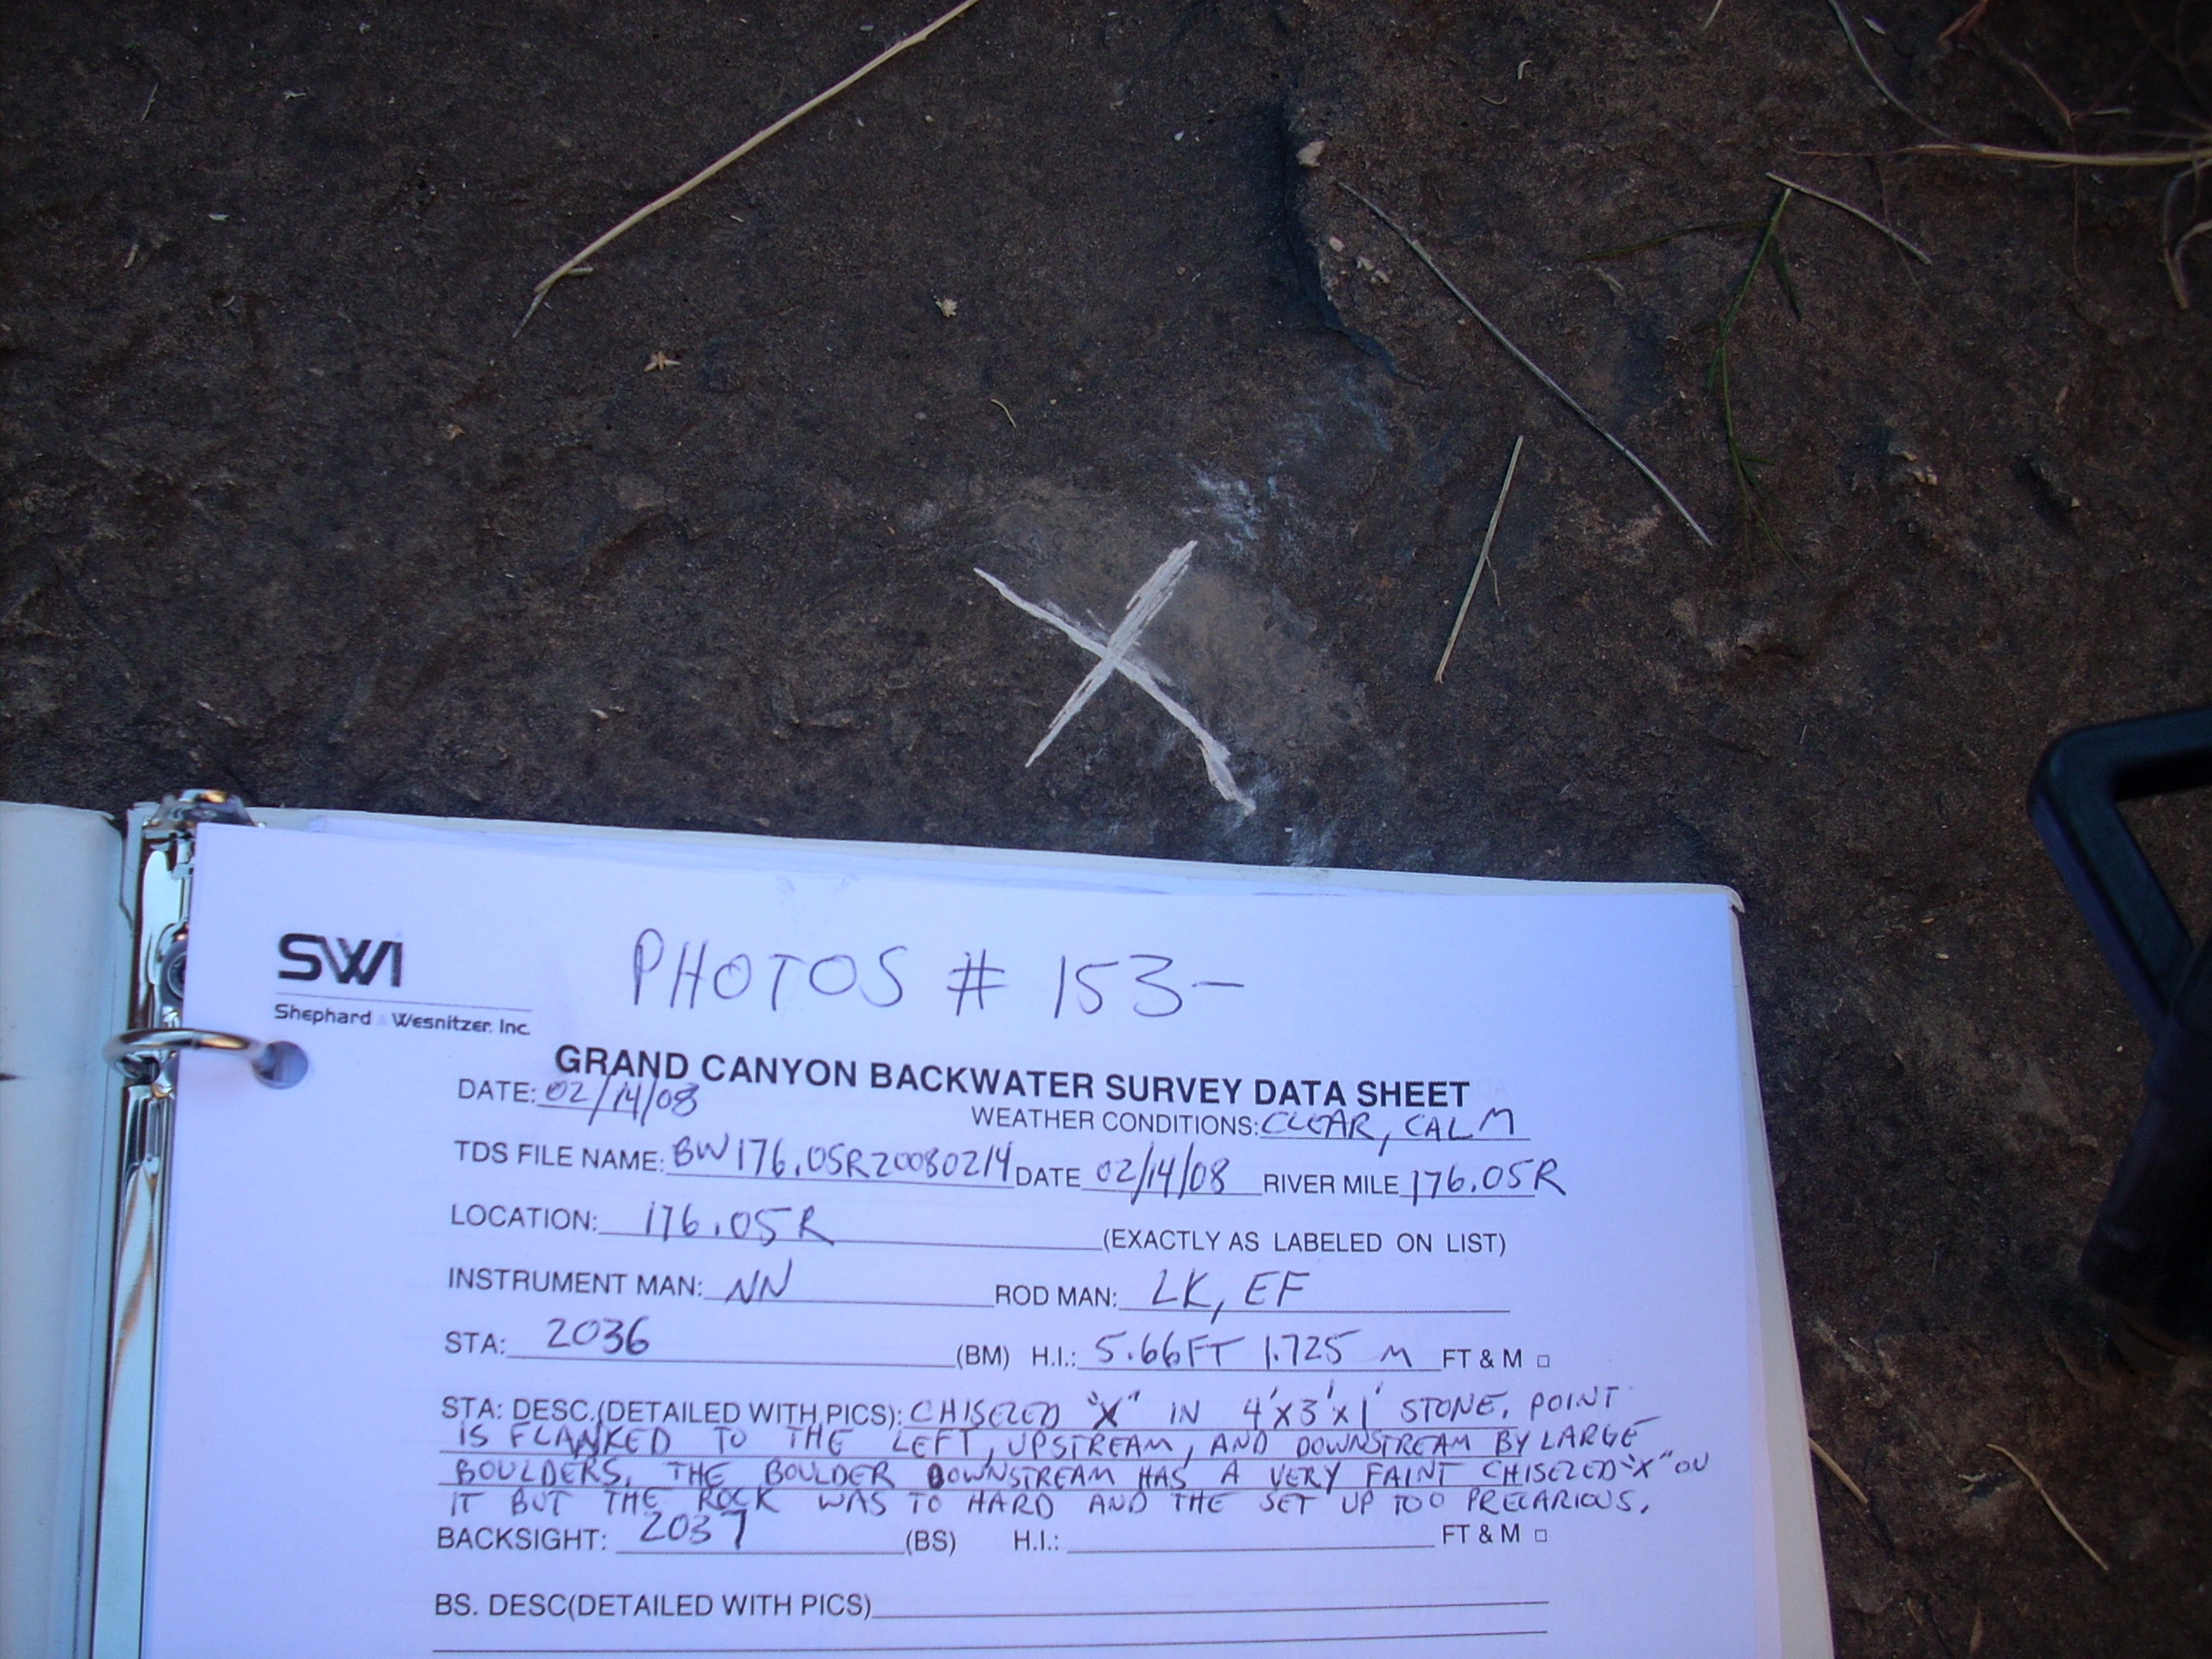 SWI
Shephard Wesnitzer, Inc.
PHOTOS # 153-
GRAND CANYON BACKWATER SURVEY DATA SHEET
DATE: 02/14/08 WEATHER CONDITIONS: CLEAR, CALM
TDS FILE NAME: BW176.05R20080214 DATE 02/14/08 RIVER MILE 176.05R
LOCATION: 176.05R (EXACTLY AS LABELED ON LIST)
INSTRUMENT MAN: NN ROD MAN: LK, EF
STA: 2036 (BM) H.I.: 5.66FT 1.725 M FT & M □
STA: DESC.(DETAILED WITH PICS): CHISELED "X" IN 4'X3'X1' STONE. POINT
IS FLANKED TO THE LEFT, UPSTREAM, AND DOWNSTREAM BY LARGE
BOULDERS. THE BOULDER DOWNSTREAM HAS A VERY FAINT CHISELED "X" ON
IT BUT THE ROCK WAS TO HARD AND THE SET UP TOO PRECARIOUS.
BACKSIGHT: 2037 (BS) H.I.: FT & M □
BS. DESC(DETAILED WITH PICS)